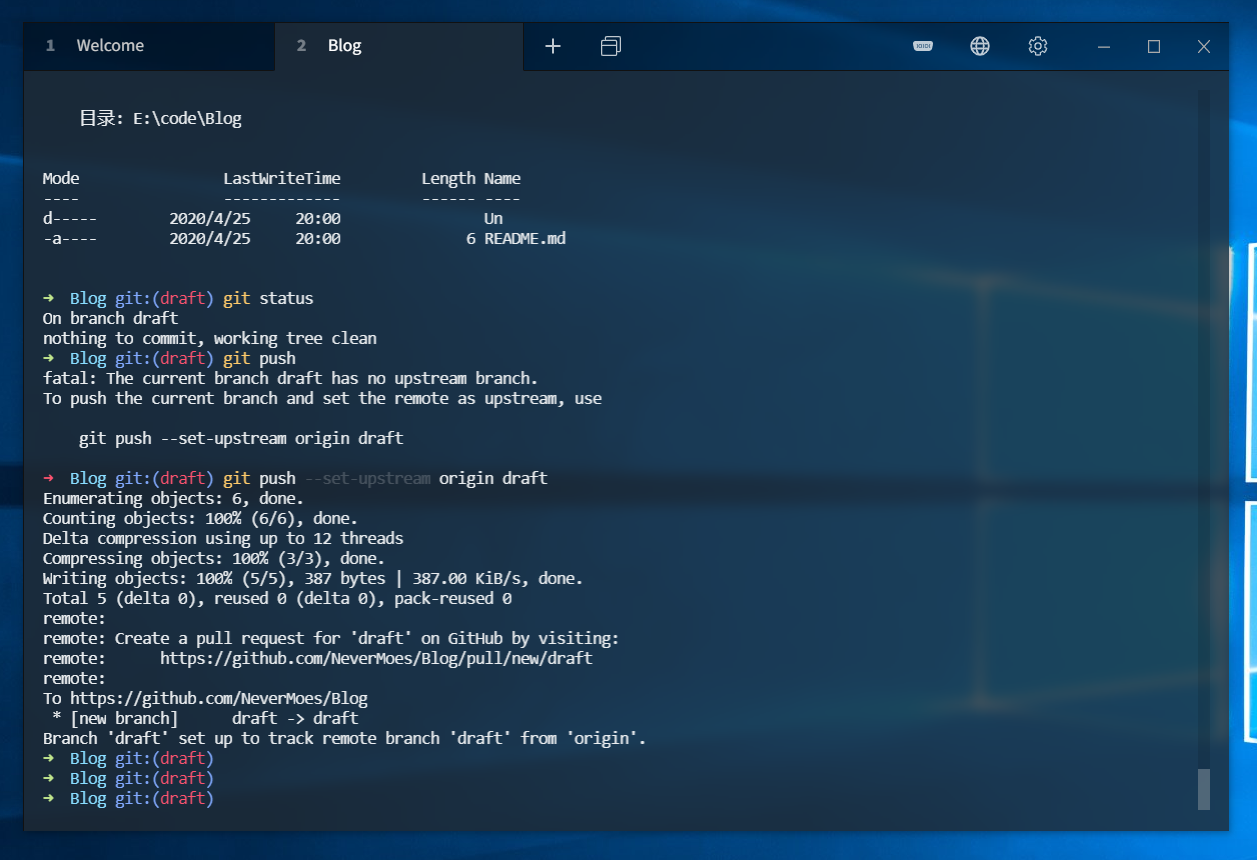 1 Welcome
2 Blog
目录: E:\code\Blog
Mode LastWriteTime Length Name
---- ------------- ------ ----
d----- 2020/4/25 20:00 Un
-a---- 2020/4/25 20:00 6 README.md
➜ Blog git:(draft) git status
On branch draft
nothing to commit, working tree clean
➜ Blog git:(draft) git push
fatal: The current branch draft has no upstream branch.
To push the current branch and set the remote as upstream, use
git push --set-upstream origin draft
➜ Blog git:(draft) git push --set-upstream origin draft
Enumerating objects: 6, done.
Counting objects: 100% (6/6), done.
Delta compression using up to 12 threads
Compressing objects: 100% (3/3), done.
Writing objects: 100% (5/5), 387 bytes | 387.00 KiB/s, done.
Total 5 (delta 0), reused 0 (delta 0), pack-reused 0
remote:
remote: Create a pull request for 'draft' on GitHub by visiting:
remote: https://github.com/NeverMoes/Blog/pull/new/draft
remote:
To https://github.com/NeverMoes/Blog
* [new branch] draft -> draft
Branch 'draft' set up to track remote branch 'draft' from 'origin'.
➜ Blog git:(draft)
➜ Blog git:(draft)
➜ Blog git:(draft)